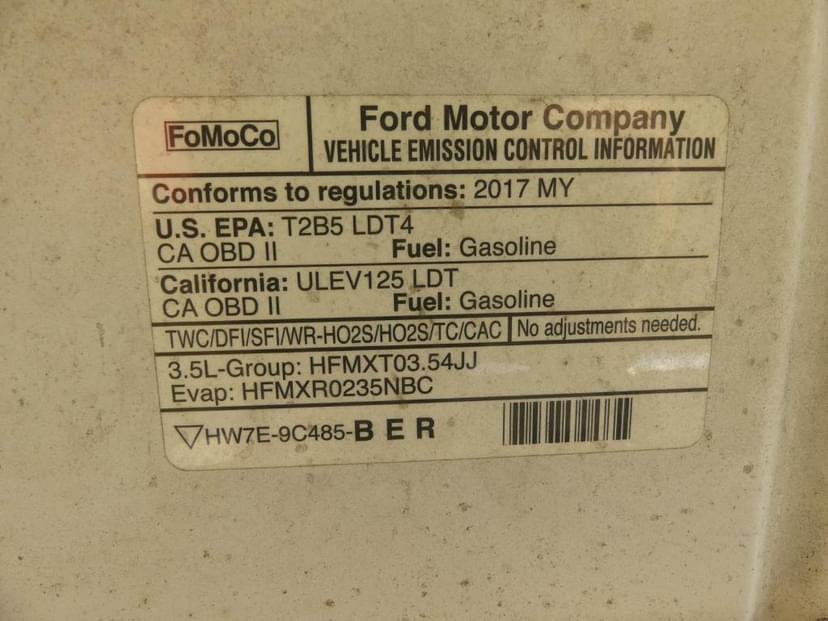 FoMoCo
Ford Motor Company
VEHICLE EMISSION CONTROL INFORMATION
Conforms to regulations: 2017 MY
U.S. EPA: T2B5 LDT4
CA OBD II Fuel: Gasoline
California: ULEV125 LDT
CA OBD II Fuel: Gasoline
TWC/DFI/SFI/WR-HO2S/HO2S/TC/CAC No adjustments needed.
3.5L-Group: HFMXT03.54JJ
Evap: HFMXR0235NBC
HW7E-9C485-B E R